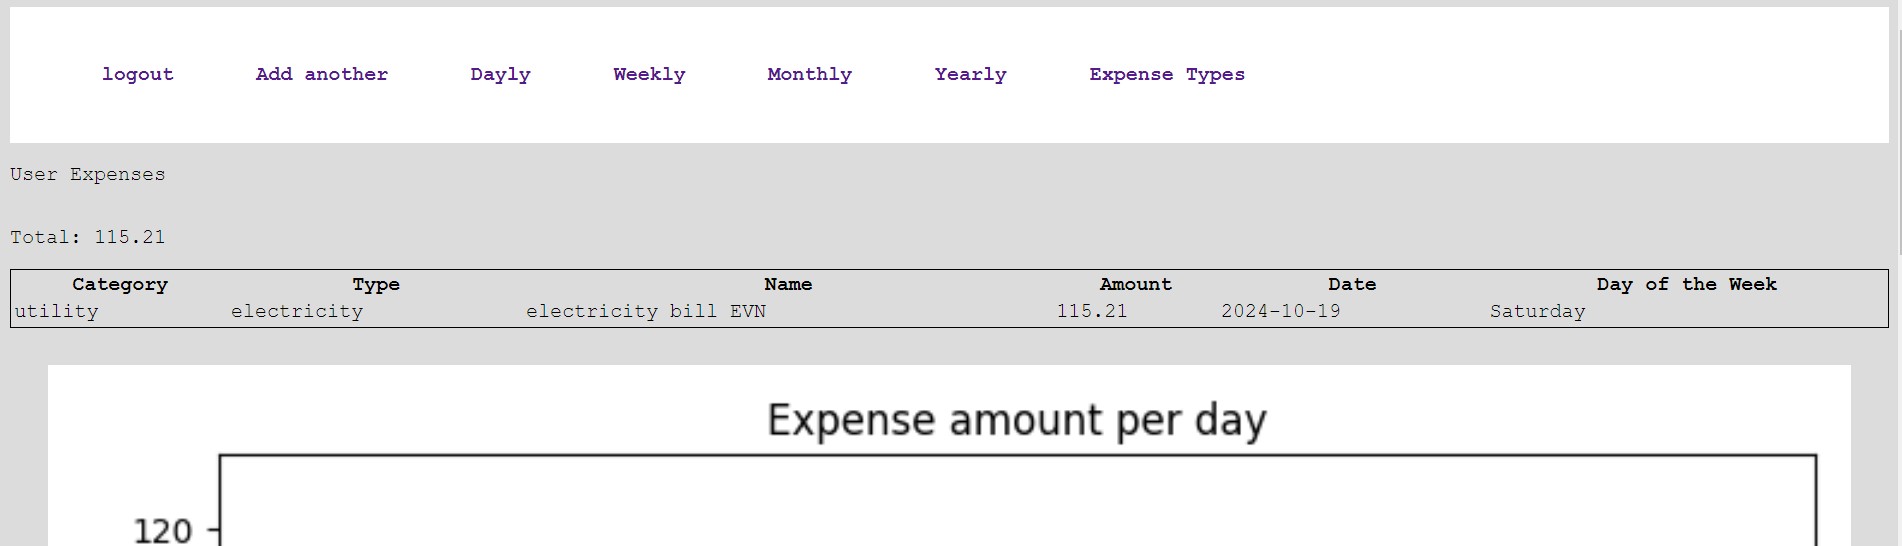 logout Add another Dayly Weekly Monthly Yearly Expense Types
User Expenses
Total: 115.21
Category Type Name Amount Date Day of the Week
utility electricity electricity bill EVN 115.21 2024-10-19 Saturday
Expense amount per day
120